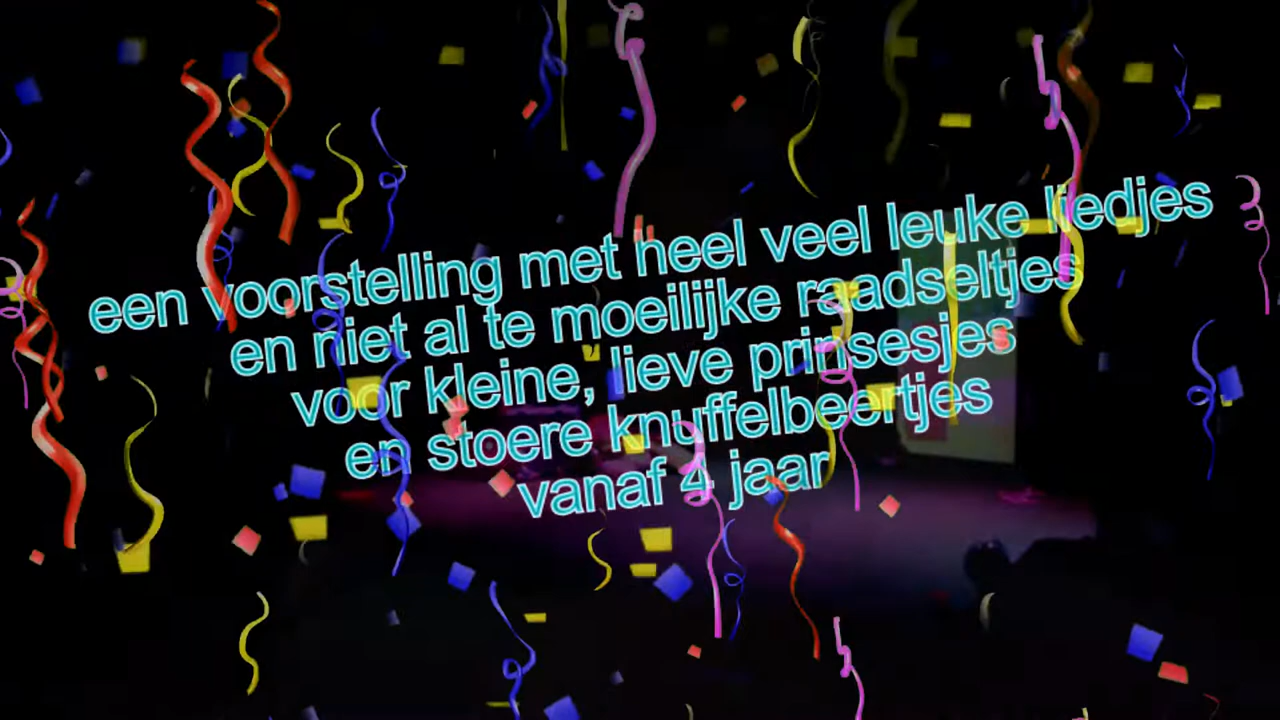 een voorstelling met heel veel leuke liedjes
en niet al te moeilijke raadseltjes
voor kleine, lieve prinsesjes
en stoere knuffelbeertjes
vanaf 4 jaar